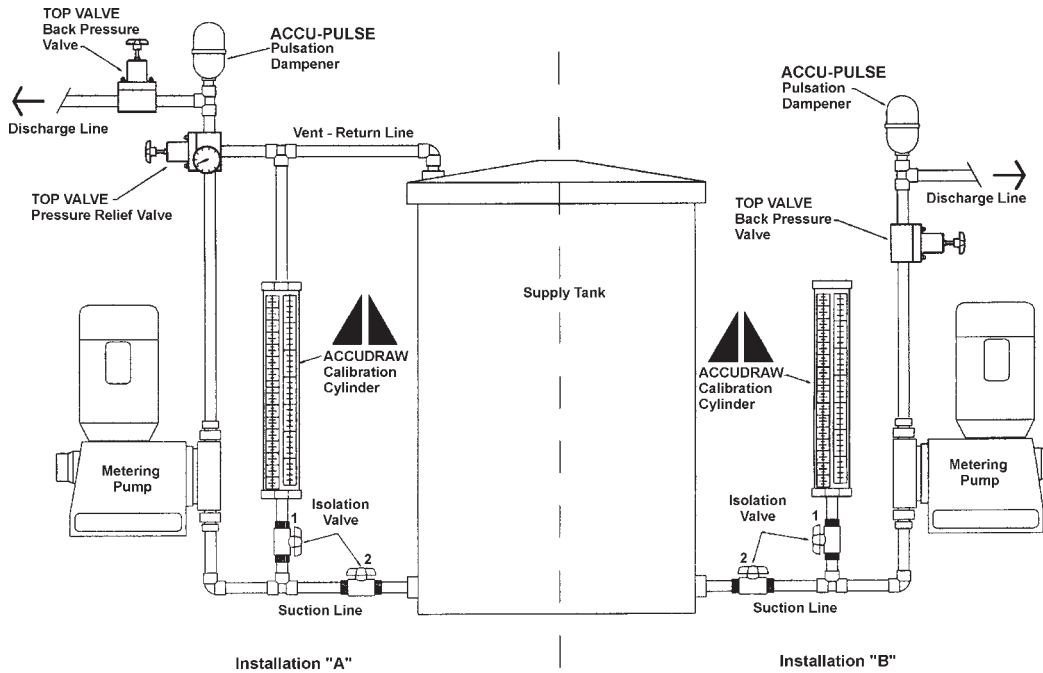 TOP VALVE
Back Pressure
Valve
ACCU-PULSE
Pulsation
Dampener
Discharge Line
Vent - Return Line
TOP VALVE
Pressure Relief Valve
ACCUDRAW
Calibration
Cylinder
Metering
Pump
Isolation
Valve
1
2
Suction Line
Installation "A"
Supply Tank
ACCU-PULSE
Pulsation
Dampener
Discharge Line
TOP VALVE
Back Pressure
Valve
ACCUDRAW
Calibration
Cylinder
Metering
Pump
Isolation
Valve
1
2
Suction Line
Installation "B"